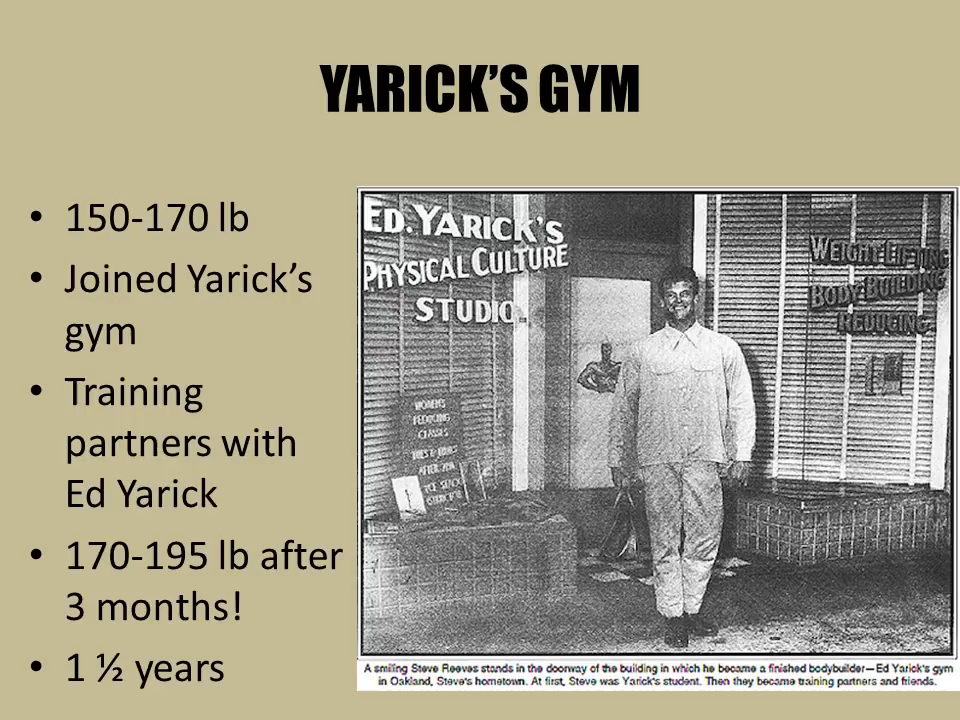 YARICK'S GYM
• 150-170 lb
• Joined Yarick's
gym
• Training
partners with
Ed Yarick
• 170-195 lb after
3 months!
• 1 ½ years
ED. YARICK'S
PHYSICAL CULTURE
STUDIO
WEIGHT LIFTING
BODY-BUILDING
REDUCING
WOMEN'S
REDUCING
CLASSES
A smiling Steve Reeves stands in the doorway of the building in which he became a finished bodybuilder—Ed Yarick's gym
in Oakland, Steve's hometown. At first, Steve was Yarick's student. Then they became training partners and friends.